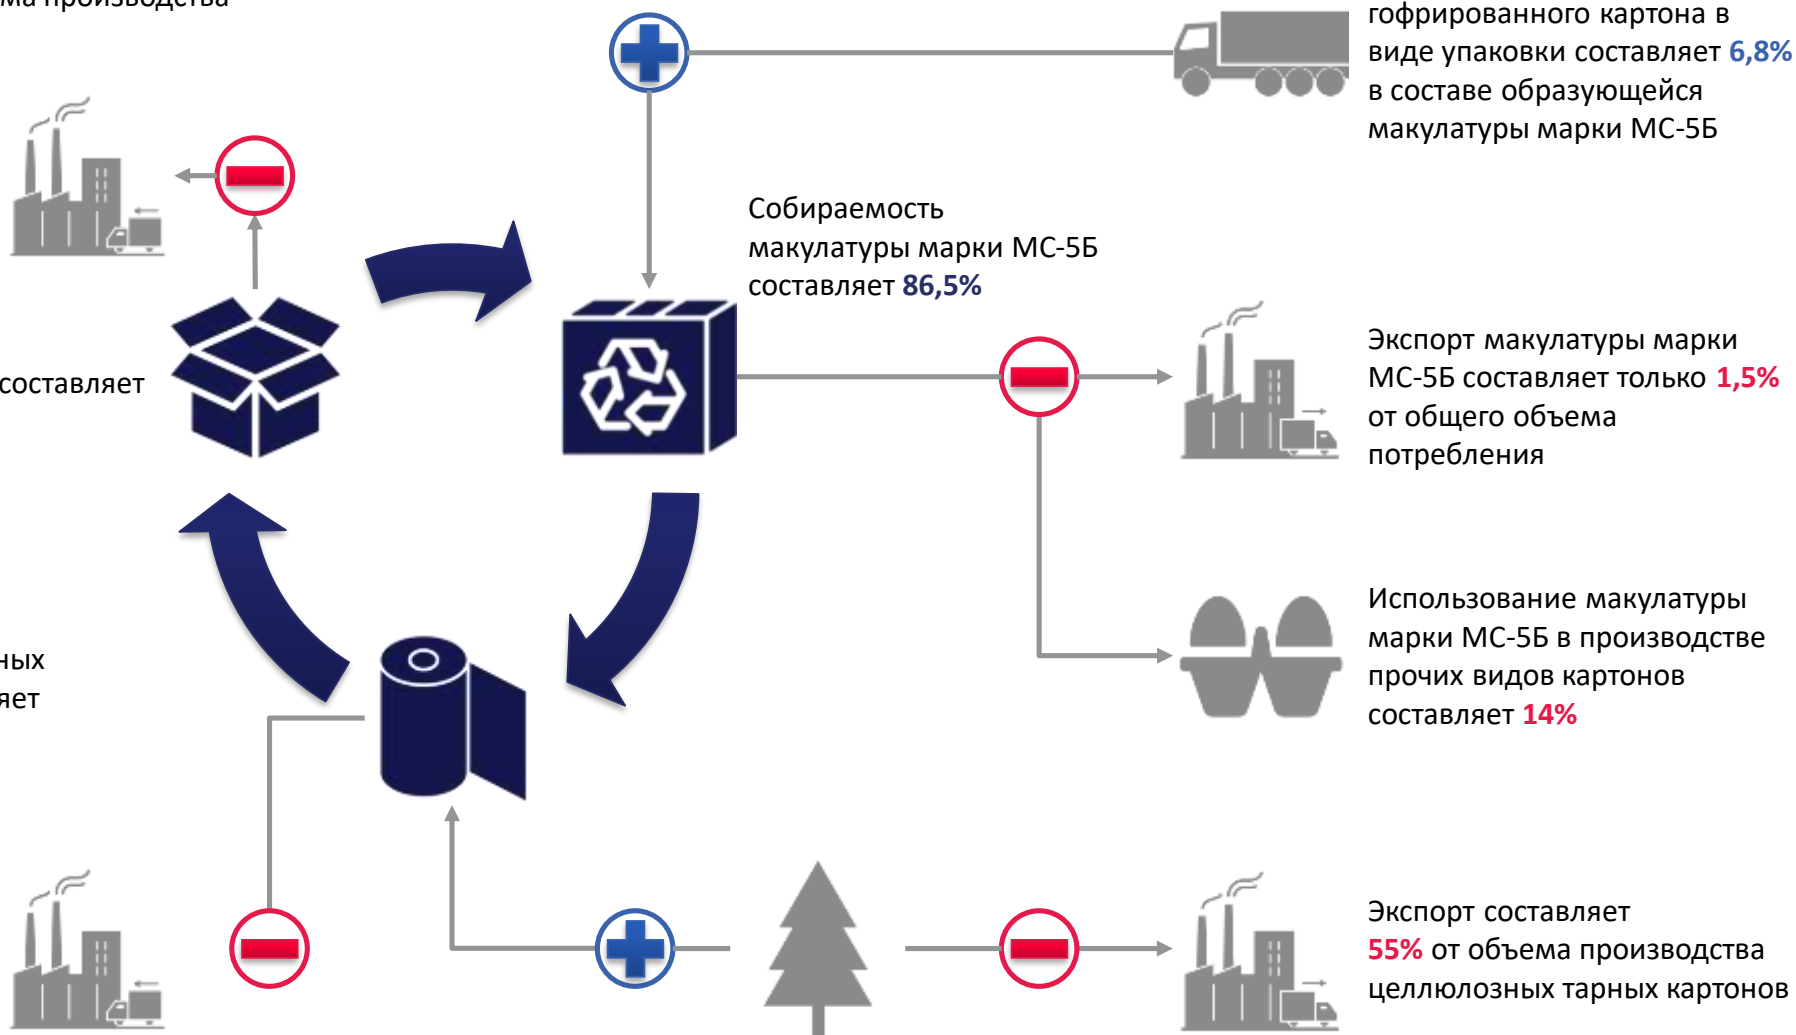 производства
гофрированного картона в
виде упаковки составляет 6,8%
в составе образующейся
макулатуры марки МС-5Б
Собираемость
макулатуры марки МС-5Б
составляет 86,5%
составляет
Экспорт макулатуры марки
МС-5Б составляет только 1,5%
от общего объема
потребления
Использование макулатуры
марки МС-5Б в производстве
прочих видов картонов
составляет 14%
Экспорт составляет
55% от объема производства
целлюлозных тарных картонов